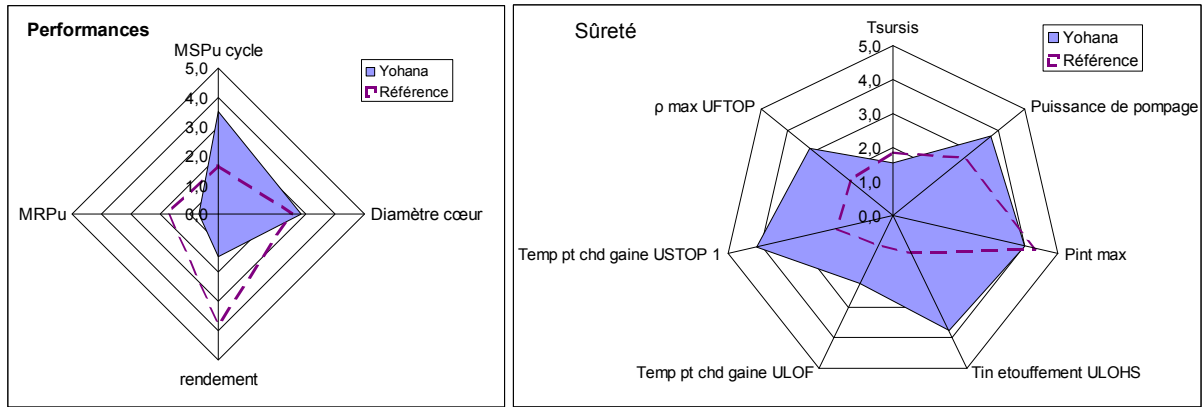 Performances
MSPu cycle
5,0
4,0
3,0
2,0
1,0
0,0
Yohana
Référence
MRPu
Diamètre cœur
rendement
Sûreté
Tsursis
5,0
4,0
3,0
2,0
1,0
0,0
Yohana
Référence
ρ max UFTOP
Puissance de pompage
Temp pt chd gaine USTOP 1
Pint max
Temp pt chd gaine ULOF
Tin etouffement ULOHS